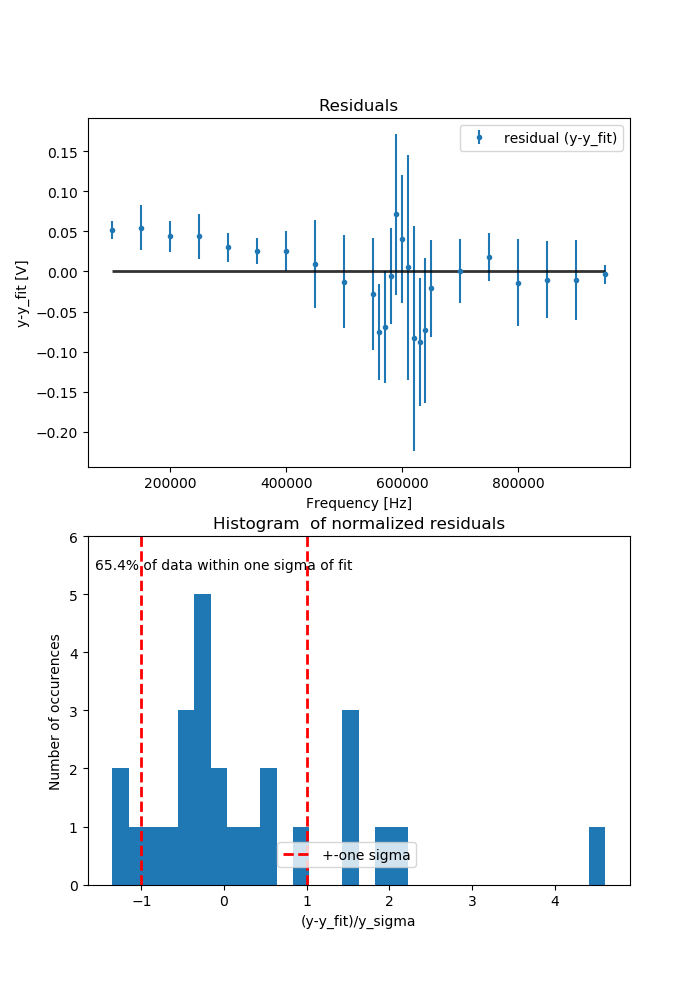 Residuals
residual (y-y_fit)
y-y_fit [V]
0.15
0.10
0.05
0.00
−0.05
−0.10
−0.15
−0.20
200000 400000 600000 800000
Frequency [Hz]
Histogram  of normalized residuals
65.4% of data within one sigma of fit
Number of occurences
6
5
4
3
2
1
0
+-one sigma
−1 0 1 2 3 4
(y-y_fit)/y_sigma